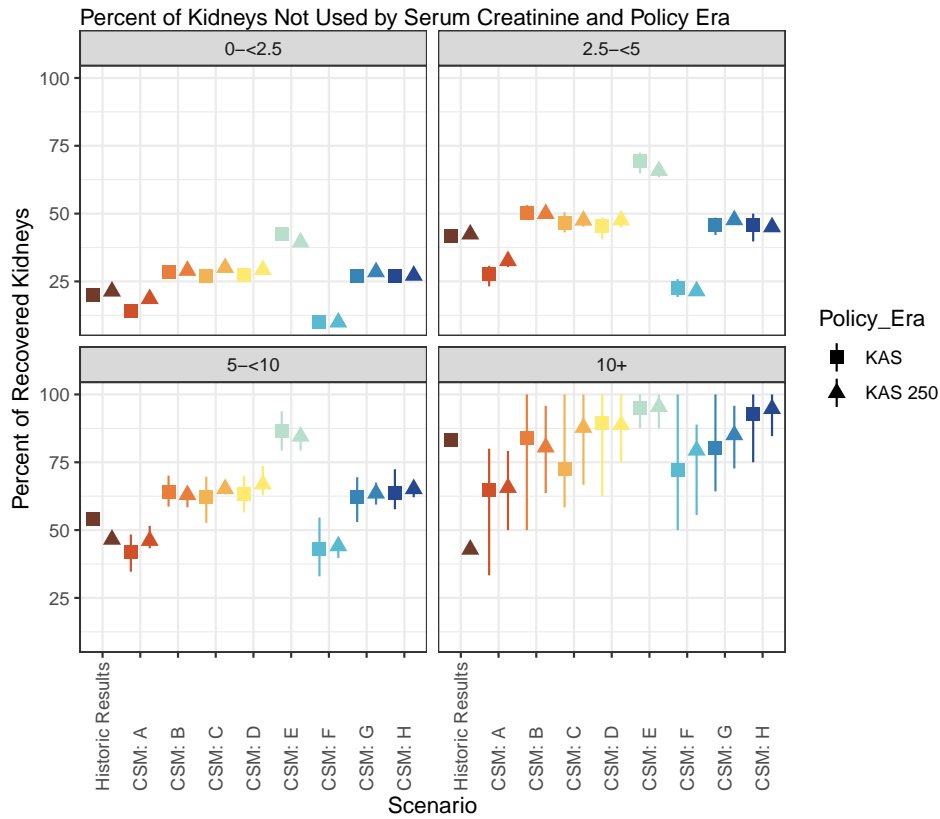 Percent of Kidneys Not Used by Serum Creatinine and Policy Era
0−<2.5
2.5−<5
100
75
50
25
5−<10
10+
100
75
50
25
Percent of Recovered Kidneys
Historic Results
CSM: A
CSM: B
CSM: C
CSM: D
CSM: E
CSM: F
CSM: G
CSM: H
Historic Results
CSM: A
CSM: B
CSM: C
CSM: D
CSM: E
CSM: F
CSM: G
CSM: H
Scenario
Policy_Era
KAS
KAS 250